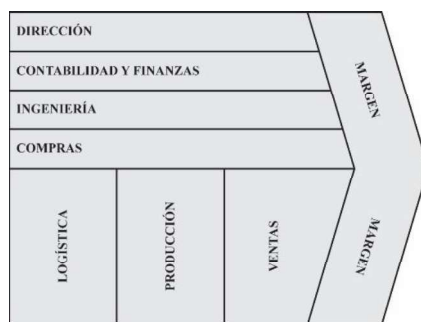 DIRECCIÓN
CONTABILIDAD Y FINANZAS
INGENIERÍA
COMPRAS
MARGEN
LOGÍSTICA
PRODUCCIÓN
VENTAS
MARGEN